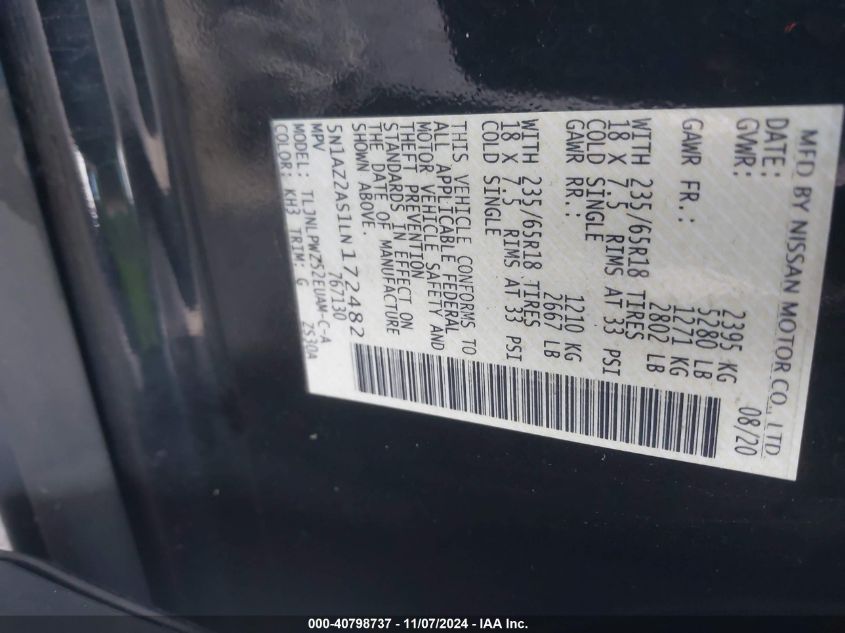 MFD BY NISSAN MOTOR CO., LTD.
DATE: 08/20
GVWR: 2395 KG
5280 LB
GAWR FR.: 1271 KG
2802 LB
WITH 235/65R18 TIRES
18 X 7.5 RIMS AT 33 PSI
COLD SINGLE
GAWR RR.: 1210 KG
2667 LB
WITH 235/65R18 TIRES
18 X 7.5 RIMS AT 33 PSI
COLD SINGLE
THIS VEHICLE CONFORMS TO
ALL APPLICABLE FEDERAL
MOTOR VEHICLE SAFETY AND
THEFT PREVENTION
STANDARDS IN EFFECT ON
THE DATE OF MANUFACTURE
SHOWN ABOVE.
5N1AZ2AS1LN172482
MPV 767130
MODEL: TLJNLPWZ52EUAM-C-A
COLOR: KH3 TRIM: G ZS30A
000-40798737 - 11/07/2024 - IAA Inc.